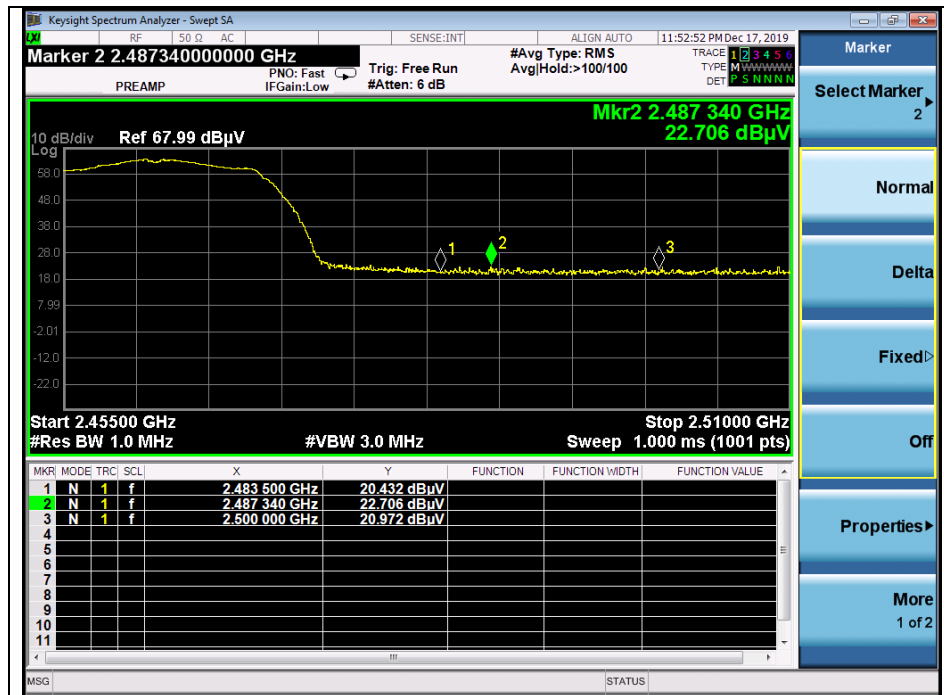 Keysight Spectrum Analyzer - Swept SA
LXI RF 50 Ω AC SENSE:INT ALIGN AUTO 11:52:52 PM Dec 17, 2019
Marker 2 2.487340000000 GHz
PREAMP
PNO: Fast
IFGain:Low
Trig: Free Run
#Atten: 6 dB
#Avg Type: RMS
Avg|Hold:>100/100
TRACE 1 2 3 4 5 6
TYPE M W W W W W
DET P S N N N N
Mkr2 2.487 340 GHz
22.706 dBµV
10 dB/div Ref 67.99 dBµV
Log
58.0
48.0
38.0
28.0
18.0
7.99
-2.01
-12.0
-22.0
1
2
3
Start 2.45500 GHz Stop 2.51000 GHz
#Res BW 1.0 MHz #VBW 3.0 MHz Sweep 1.000 ms (1001 pts)
MKR MODE TRC SCL X Y FUNCTION FUNCTION WIDTH FUNCTION VALUE
1 N 1 f 2.483 500 GHz 20.432 dBµV
2 N 1 f 2.487 340 GHz 22.706 dBµV
3 N 1 f 2.500 000 GHz 20.972 dBµV
4
5
6
7
8
9
10
11
MSG STATUS
Marker
Select Marker
2
Normal
Delta
Fixed
Off
Properties
More
1 of 2